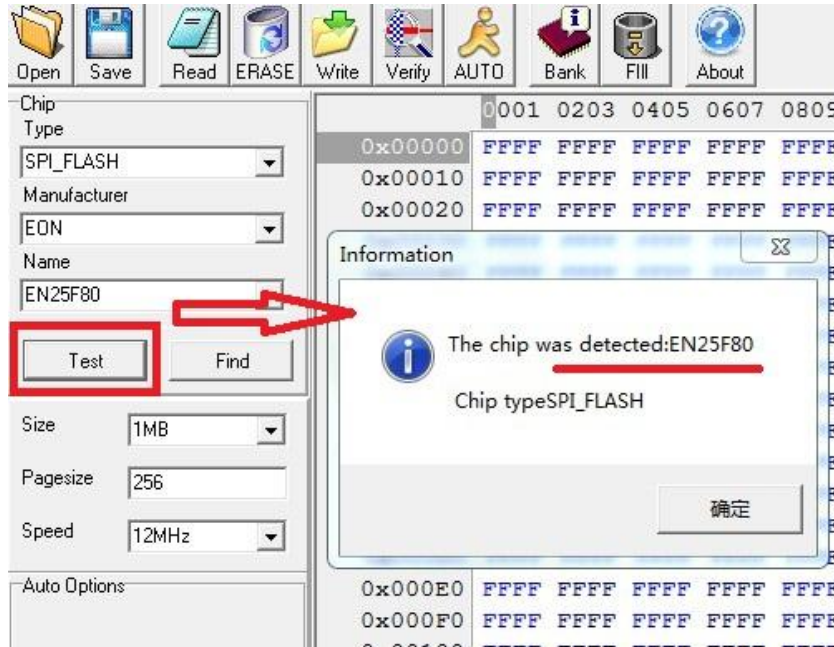 Open Save Read ERASE Write Verify AUTO Bank FIll About
Chip
Type
SPI_FLASH
Manufacturer
EON
Name
EN25F80
Test Find
Size 1MB
Pagesize 256
Speed 12MHz
Auto Options
0001 0203 0405 0607 0809
0x00000 FFFF FFFF FFFF FFFF FFFF
0x00010 FFFF FFFF FFFF FFFF FFFF
0x00020 FFFF FFFF FFFF FFFF FFFF
Information
The chip was detected:EN25F80
Chip typeSPI_FLASH
确定
0x000E0 FFFF FFFF FFFF FFFF FFFF
0x000F0 FFFF FFFF FFFF FFFF FFFF